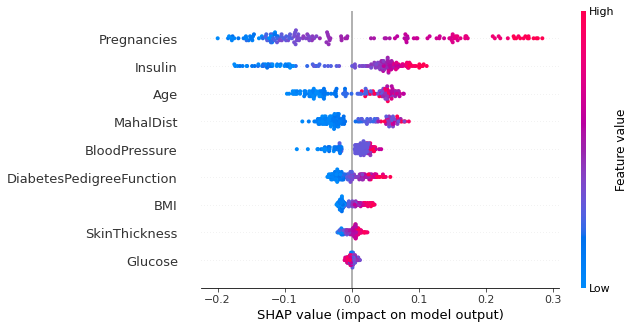 High
Pregnancies
Insulin
Age
MahalDist
BloodPressure
DiabetesPedigreeFunction
BMI
SkinThickness
Glucose
Feature value
Low
−0.2 −0.1 0.0 0.1 0.2 0.3
SHAP value (impact on model output)